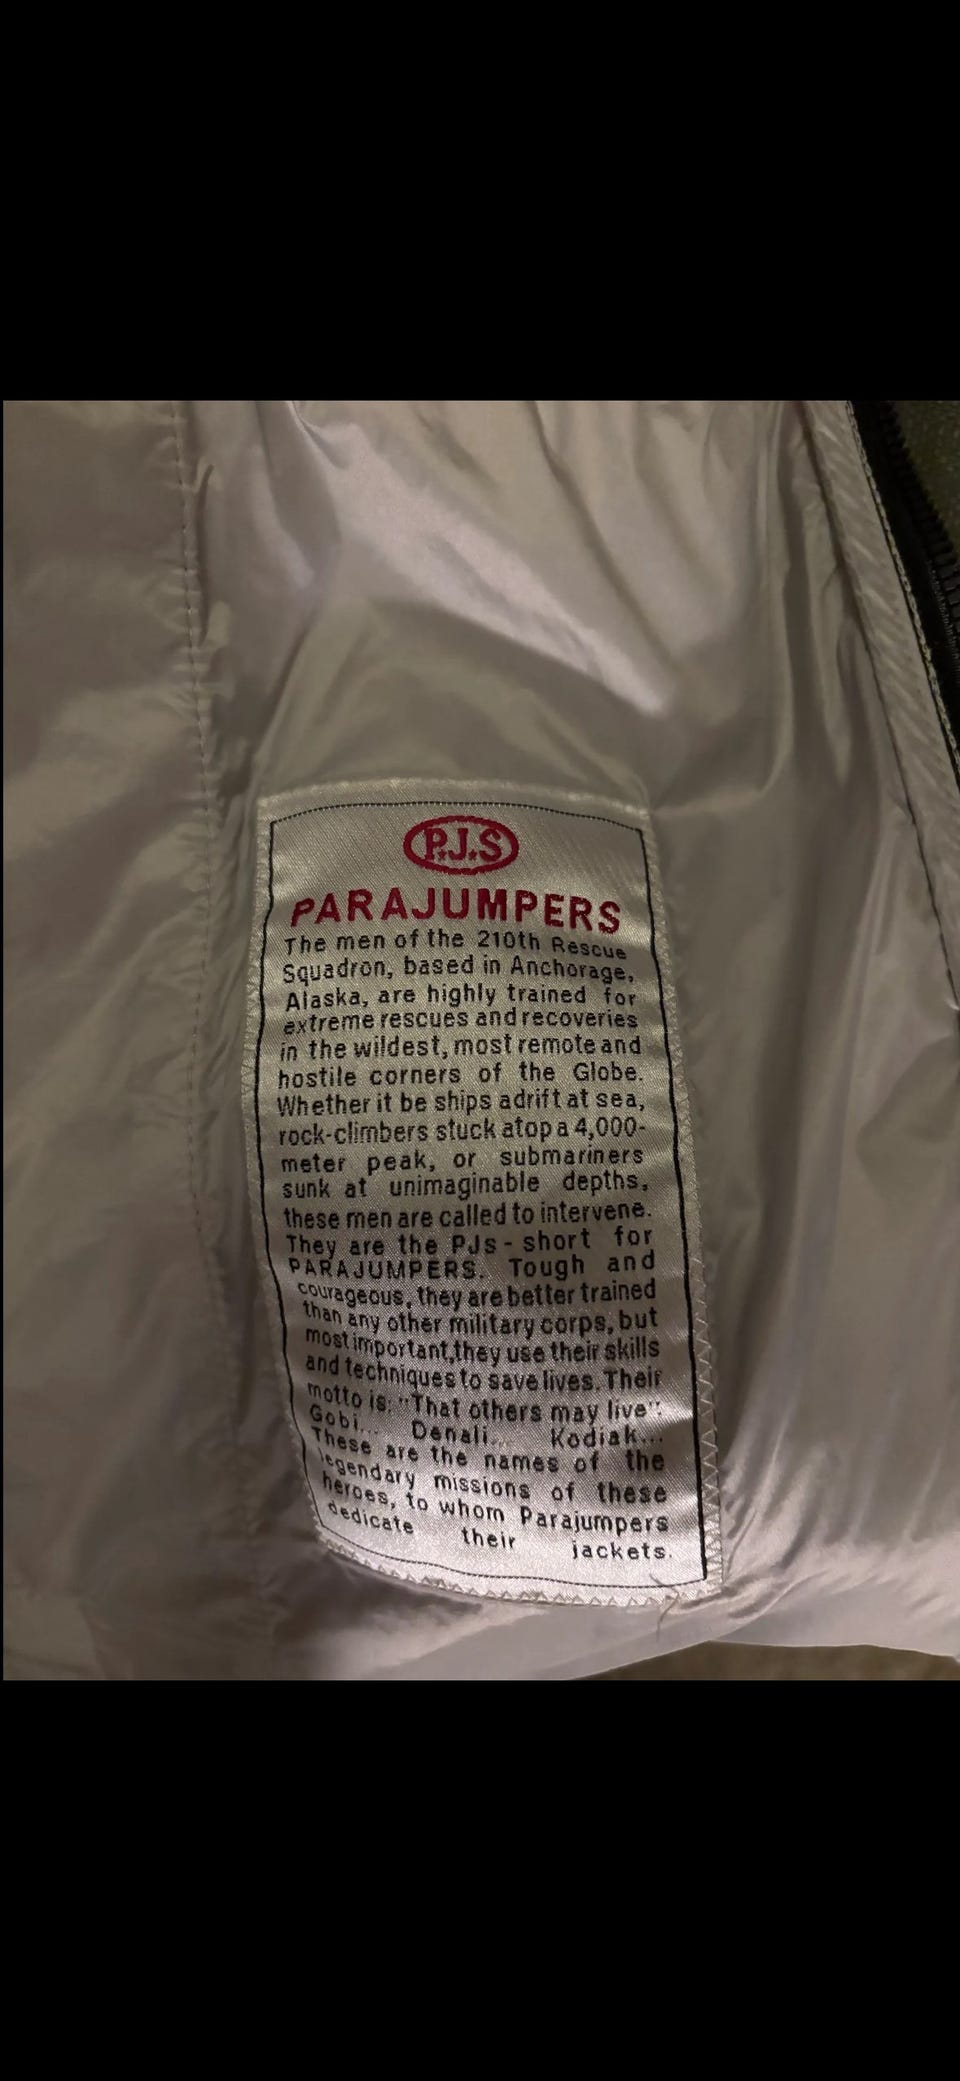 P.J.S
PARAJUMPERS
The men of the 210th Rescue
Squadron, based in Anchorage,
Alaska, are highly trained for
extreme rescues and recoveries
in the wildest, most remote and
hostile corners of the Globe.
Whether it be ships adrift at sea,
rock-climbers stuck atop a 4,000-
meter peak, or submariners
sunk at unimaginable depths,
these men are called to intervene.
They are the PJs - short for
PARAJUMPERS. Tough and
courageous, they are better trained
than any other military corps, but
most important,they use their skills
and techniques to save lives. Their
motto is: "That others may live".
Gobi... Denali... Kodiak...
These are the names of the
legendary missions of these
heroes, to whom Parajumpers
dedicate their jackets.